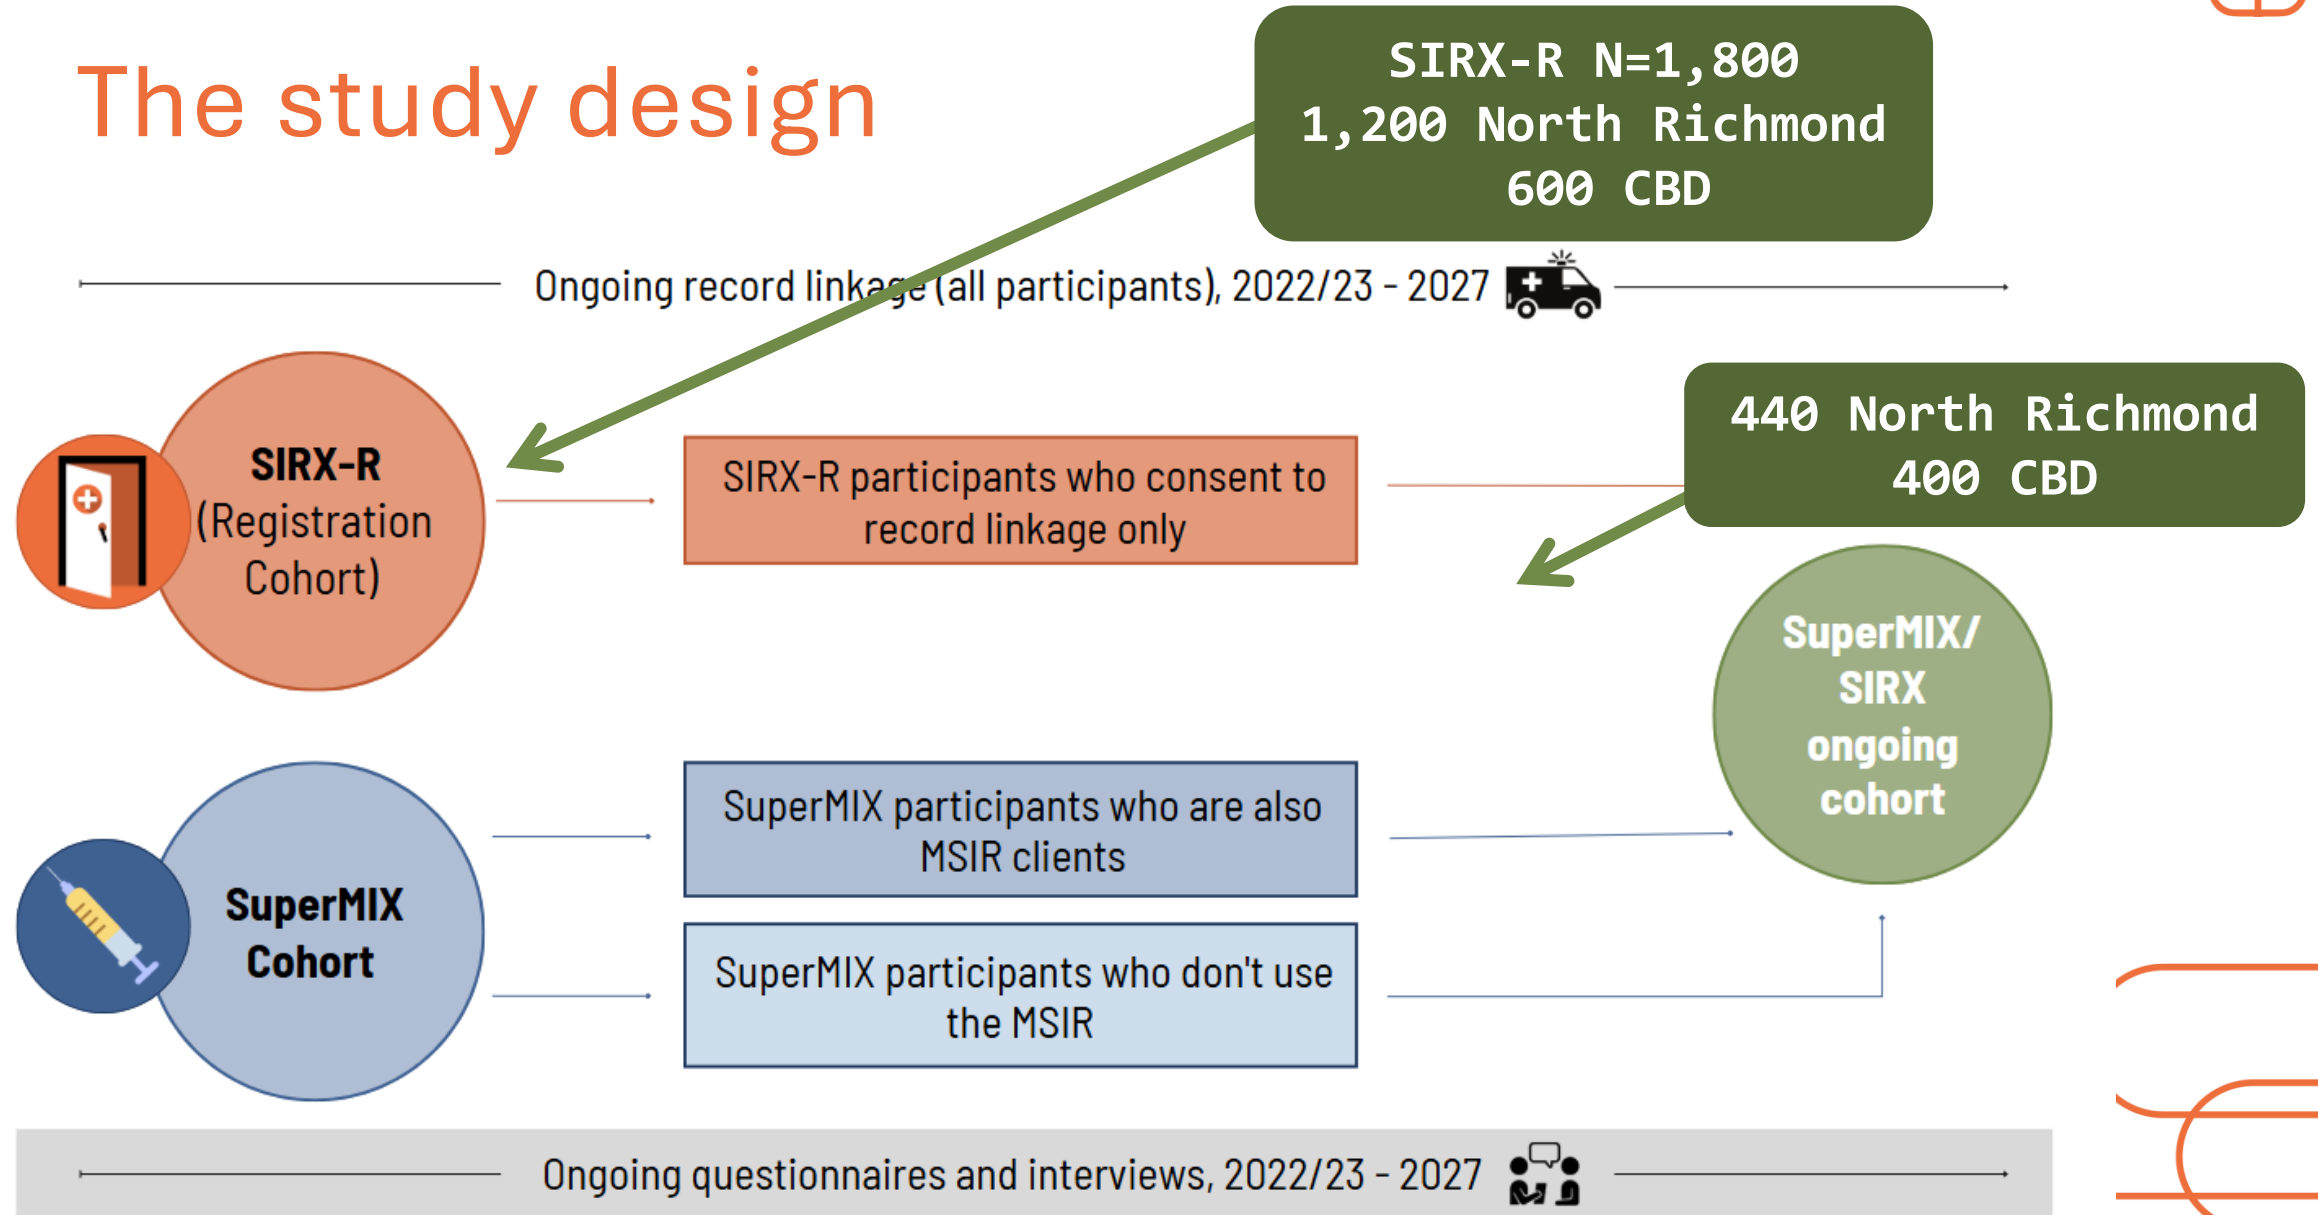 The study design
SIRX-R N=1,800
1,200 North Richmond
600 CBD
Ongoing record linkage (all participants), 2022/23 - 2027
440 North Richmond
400 CBD
SIRX-R
(Registration
Cohort)
SIRX-R participants who consent to
record linkage only
SuperMIX/
SIRX
ongoing
cohort
SuperMIX
Cohort
SuperMIX participants who are also
MSIR clients
SuperMIX participants who don't use
the MSIR
Ongoing questionnaires and interviews, 2022/23 - 2027